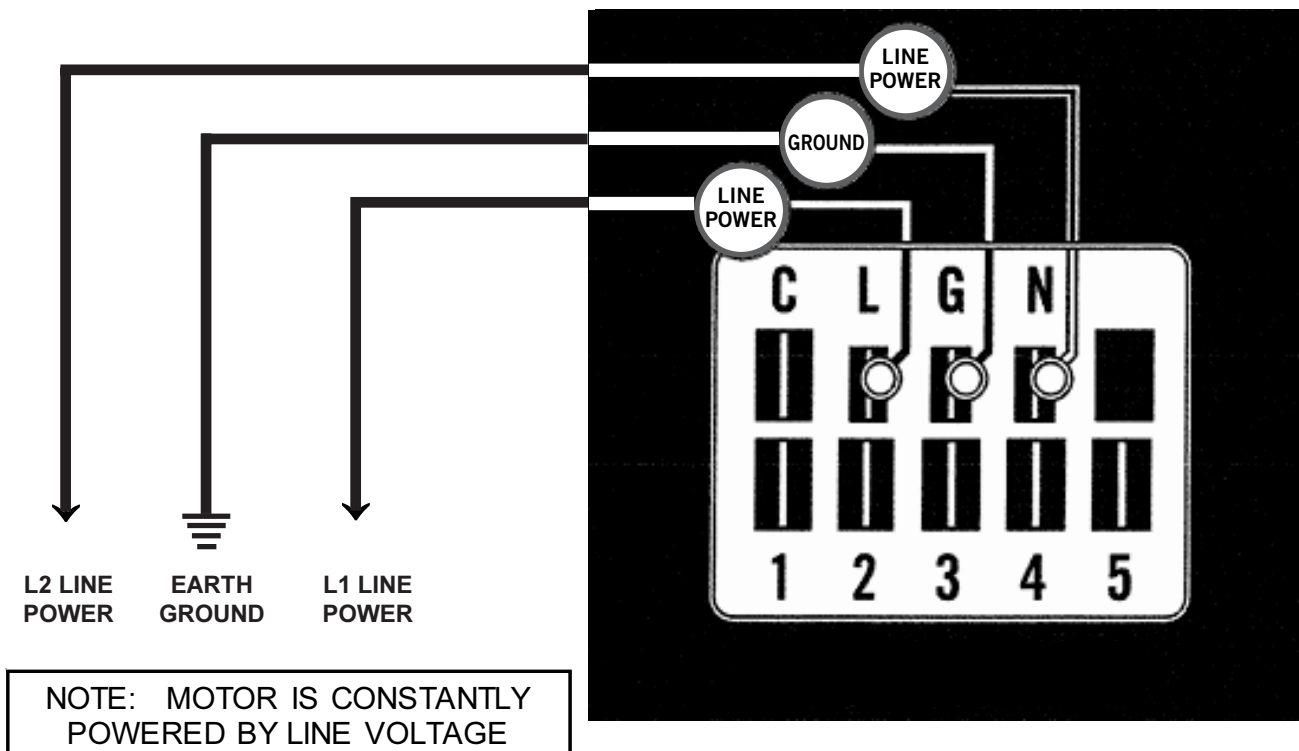 LINE
POWER
GROUND
LINE
POWER
C L G N
1 2 3 4 5
L2 LINE
POWER
EARTH
GROUND
L1 LINE
POWER
NOTE: MOTOR IS CONSTANTLY
POWERED BY LINE VOLTAGE